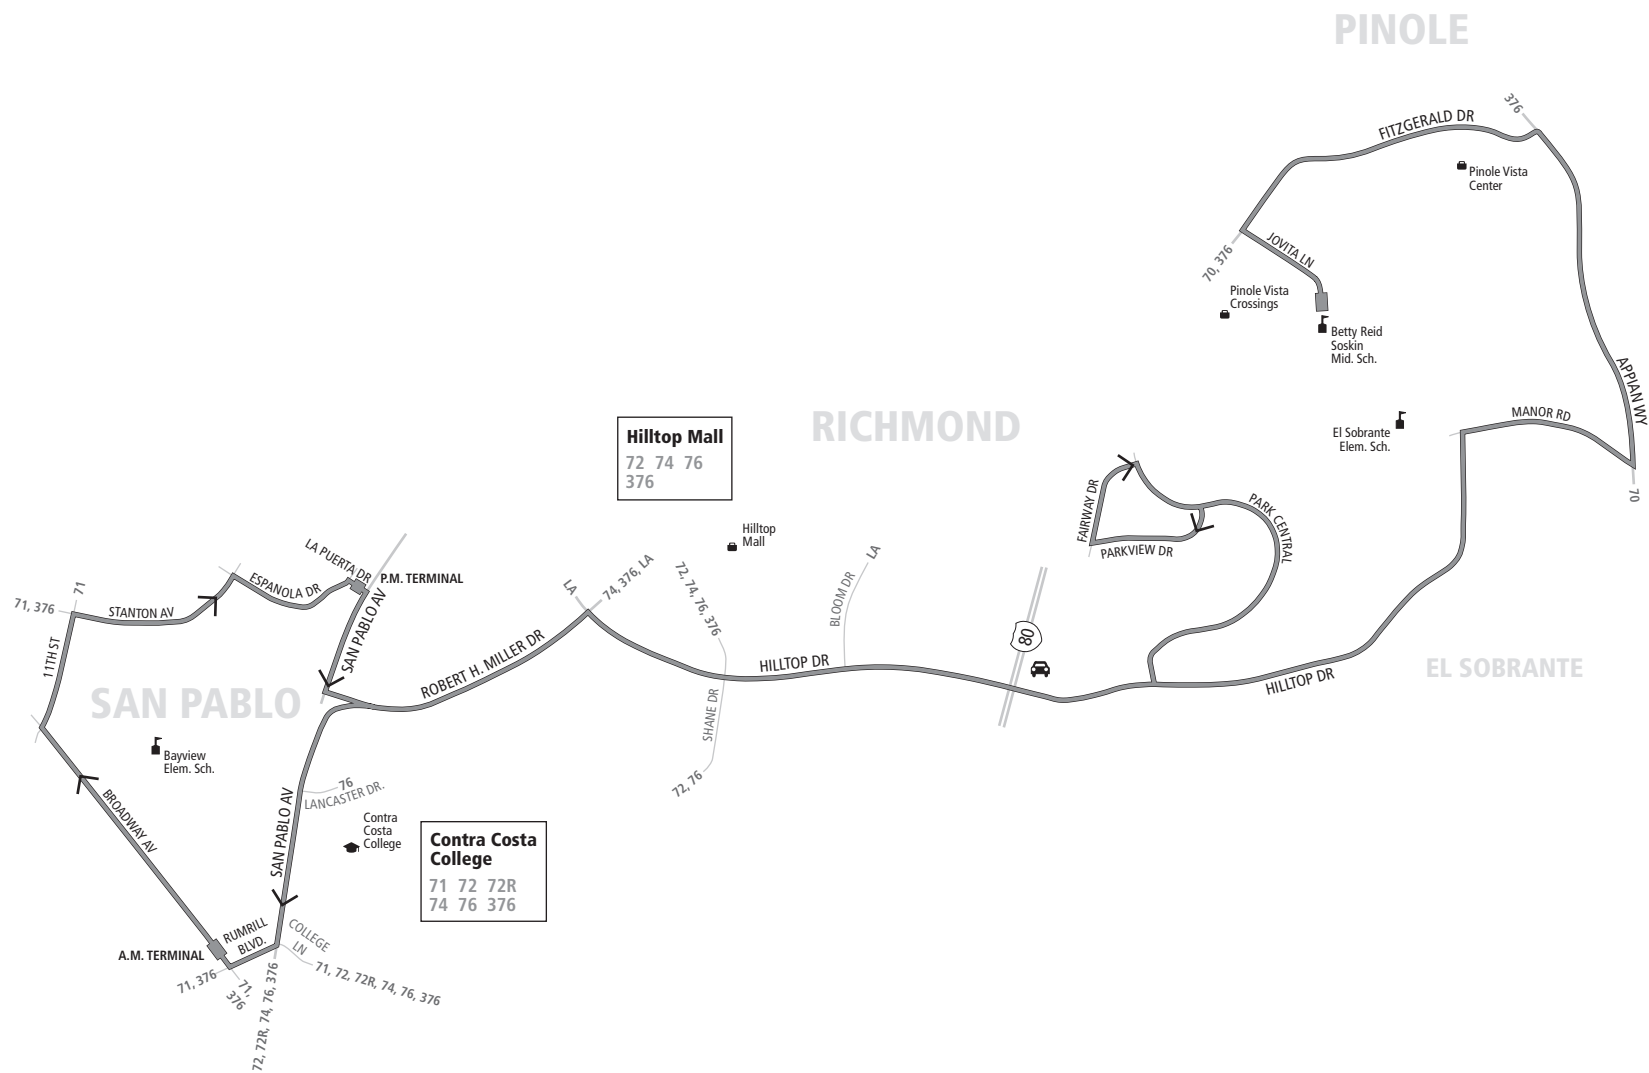 PINOLE
376
FITZGERALD DR
Pinole Vista
Center
JOVITA LN
70, 376
Pinole Vista
Crossings
Betty Reid
Soskin
Mid. Sch.
APPIAN WY
MANOR RD
El Sobrante
Elem. Sch.
70
RICHMOND
Hilltop Mall
72 74 76
376
Hilltop
Mall
FAIRWAY DR
PARKVIEW DR
PARK CENTRAL
LA PUERTA DR
P.M. TERMINAL
ESPANOLA DR
71
71, 376
STANTON AV
SAN PABLO AV
LA
74, 376, LA
72, 74, 76, 376
BLOOM DR
LA
80
11TH ST
SAN PABLO
ROBERT H. MILLER DR
HILLTOP DR
HILLTOP DR
EL SOBRANTE
SHANE DR
72, 76
Bayview
Elem. Sch.
BROADWAY AV
SAN PABLO AV
76
LANCASTER DR.
Contra
Costa
College
Contra Costa
College
71 72 72R
74 76 376
RUMRILL
BLVD.
COLLEGE
LN
A.M. TERMINAL
71, 376
71,
376
72, 72R, 74, 76, 376
71, 72, 72R, 74, 76, 376